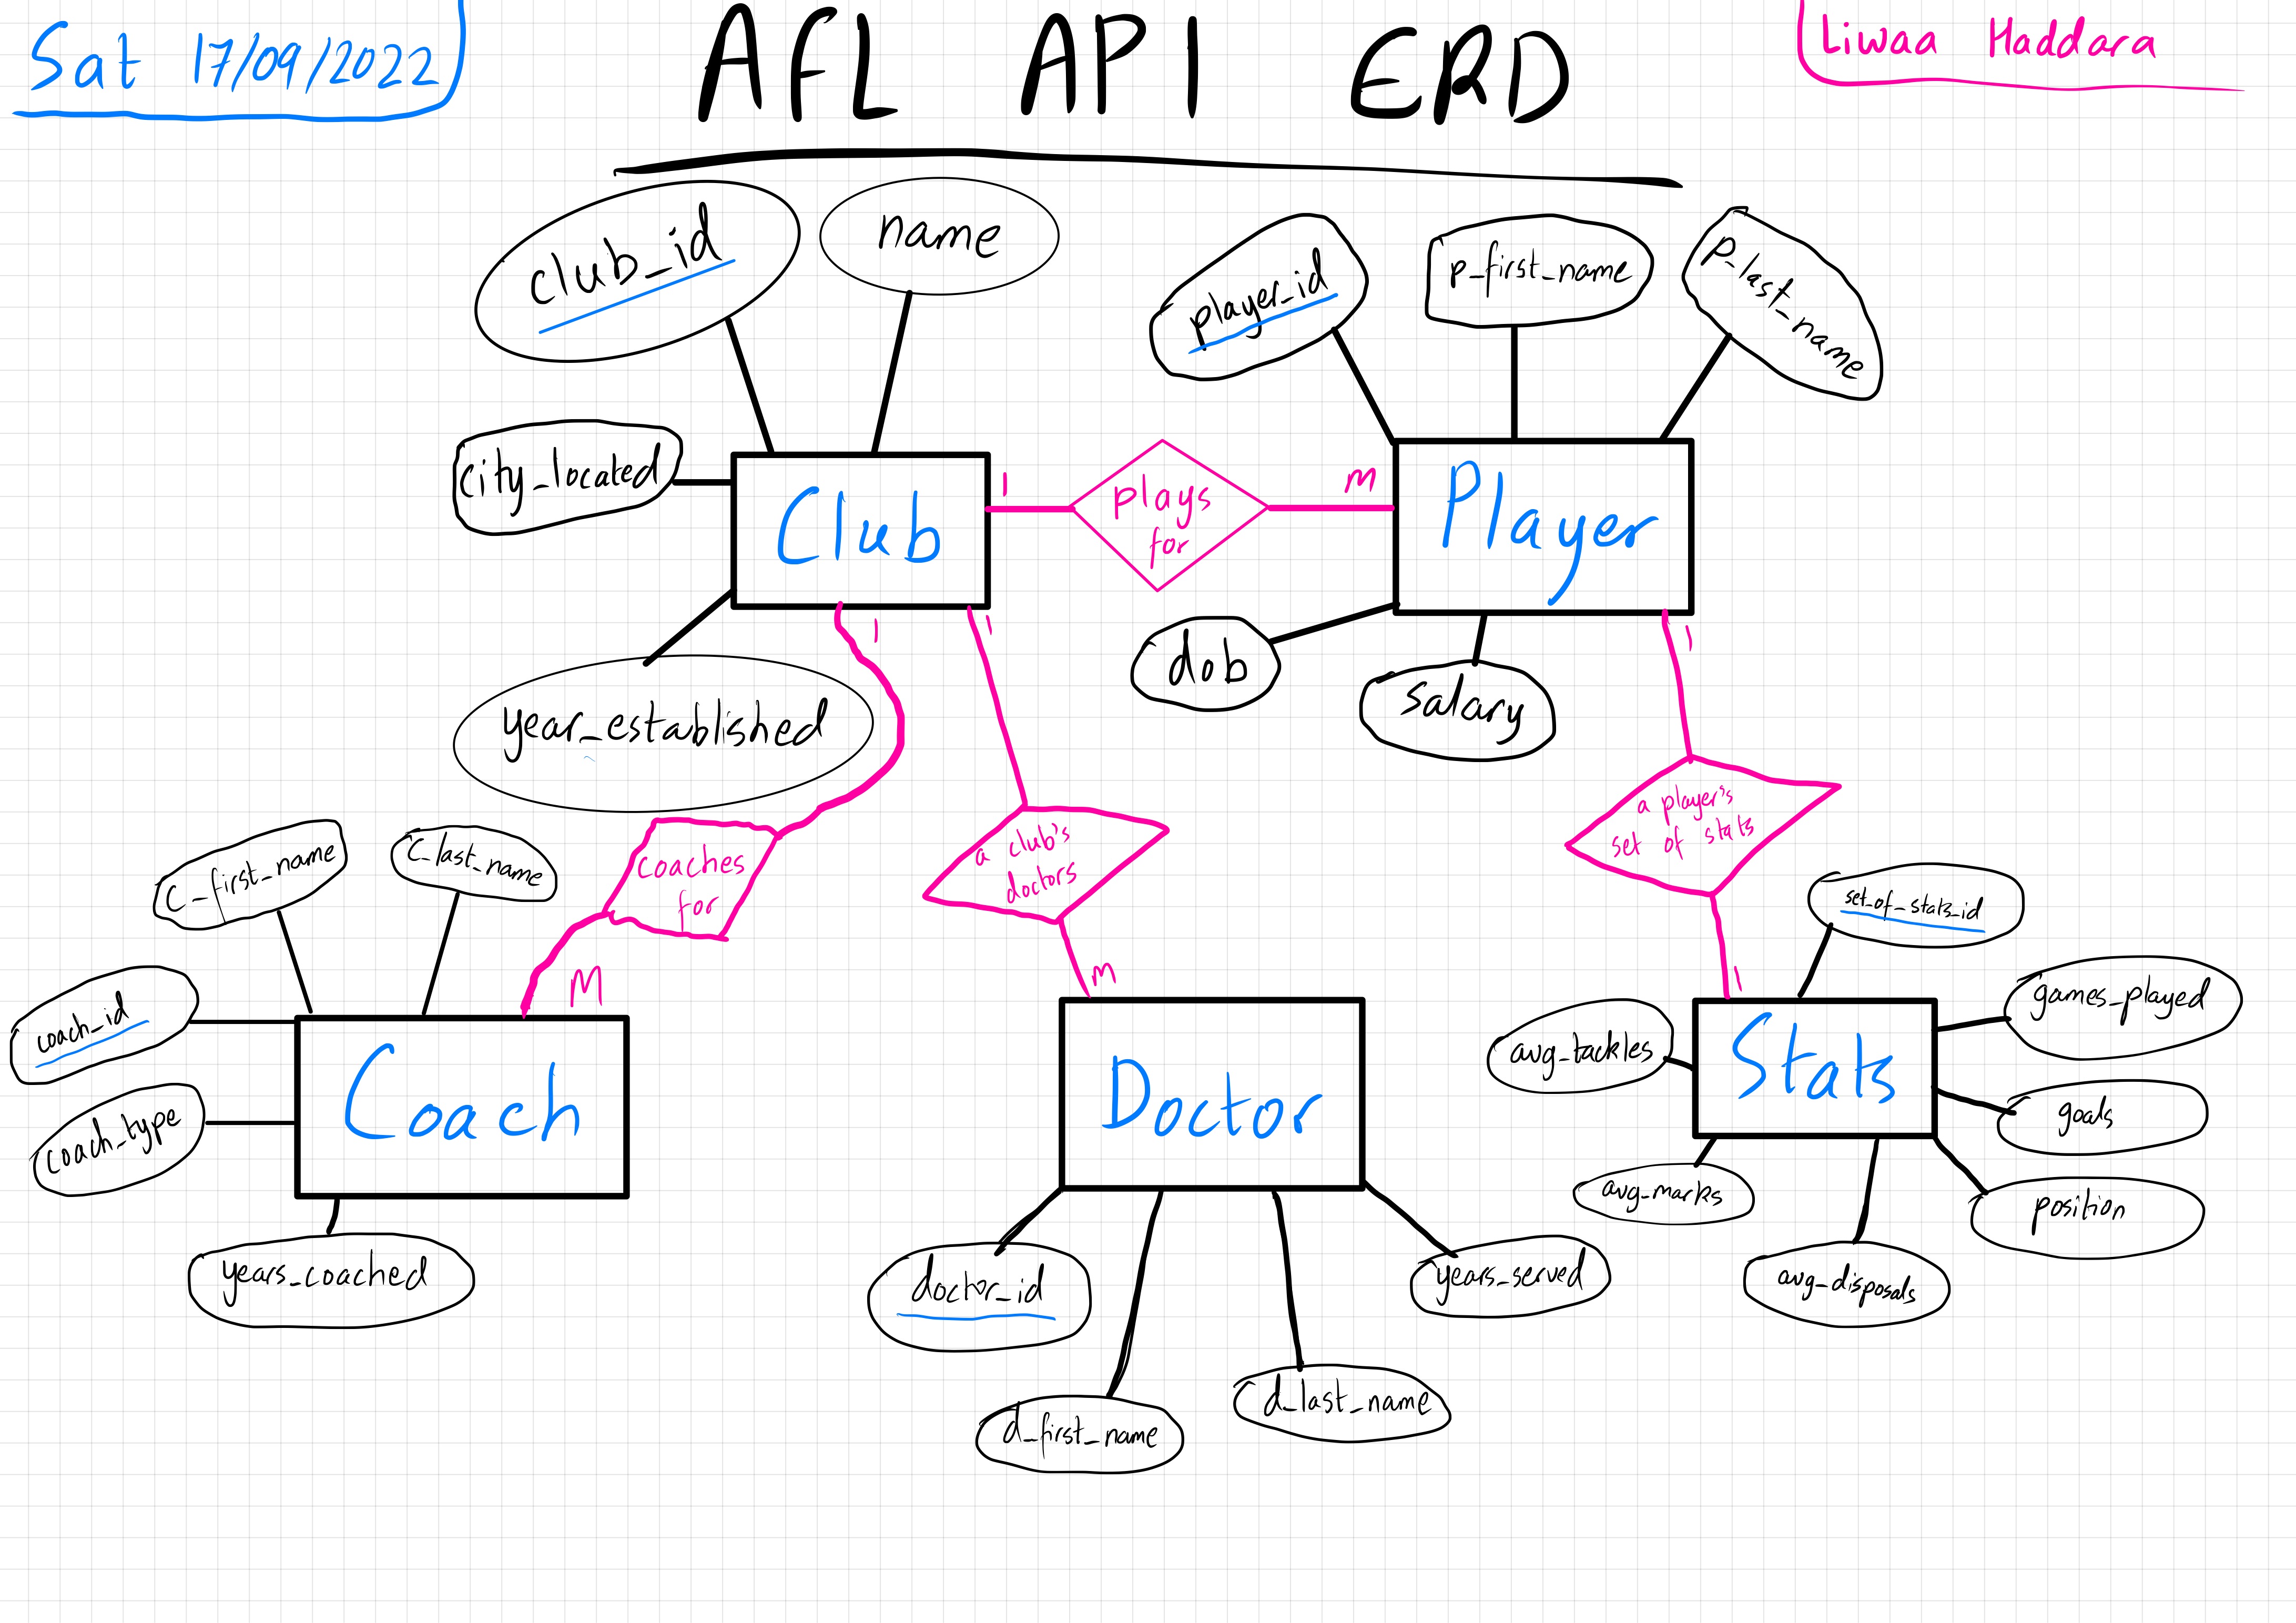 Sat 17/09/2022
AFL API ERD
Liwaa Haddara
club_id
name
player_id
p_first_name
p_last_name
city_located
Club
1
plays
for
M
Player
year_established
1
1
dob
salary
1
a player's
set of stats
c_first_name
c_last_name
coaches
for
a club's
doctors
set_of_stats_id
coach_id
M
m
1
games_played
avg_tackles
Stats
goals
coach_type
Coach
Doctor
avg_marks
position
years_coached
doctor_id
years_served
avg_disposals
d_first_name
d_last_name